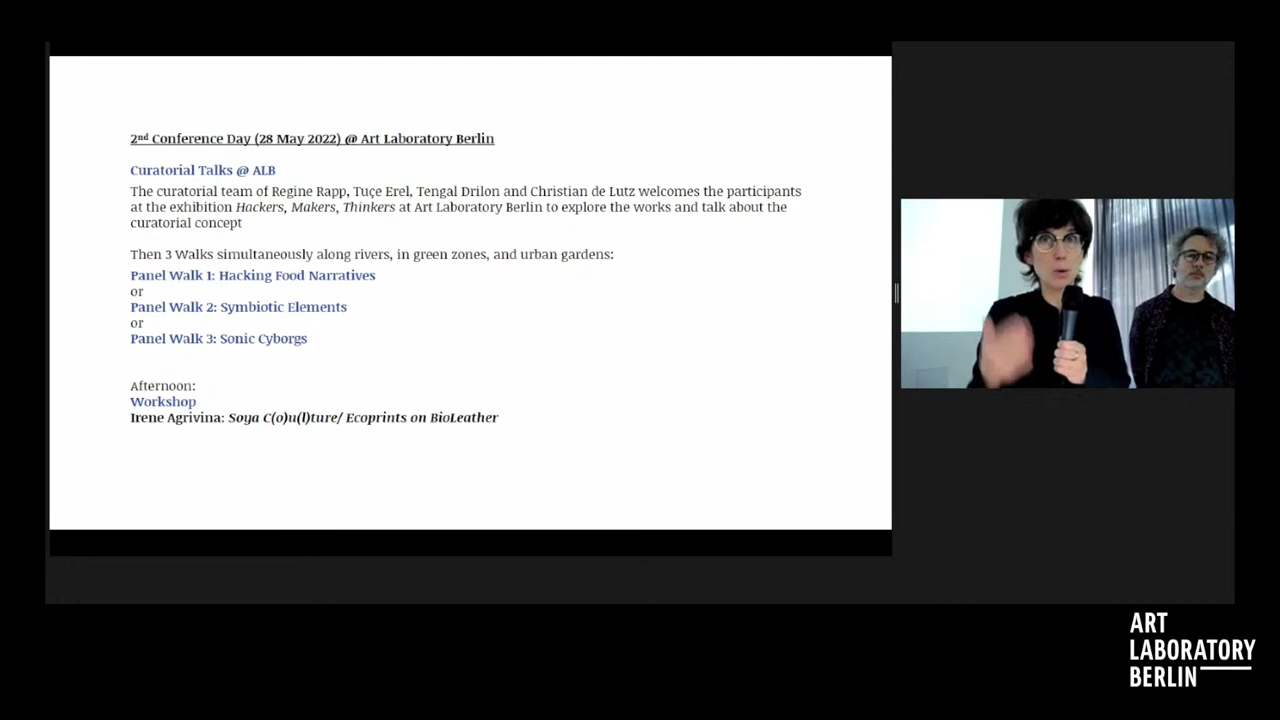 2nd Conference Day (28 May 2022) @ Art Laboratory Berlin
Curatorial Talks @ ALB
The curatorial team of Regine Rapp, Tuçe Erel, Tengal Drilon and Christian de Lutz welcomes the participants
at the exhibition Hackers, Makers, Thinkers at Art Laboratory Berlin to explore the works and talk about the
curatorial concept
Then 3 Walks simultaneously along rivers, in green zones, and urban gardens:
Panel Walk 1: Hacking Food Narratives
or
Panel Walk 2: Symbiotic Elements
or
Panel Walk 3: Sonic Cyborgs
Afternoon:
Workshop
Irene Agrivina: Soya C(o)u(l)ture/ Ecoprints on BioLeather
ART
LABORATORY
BERLIN